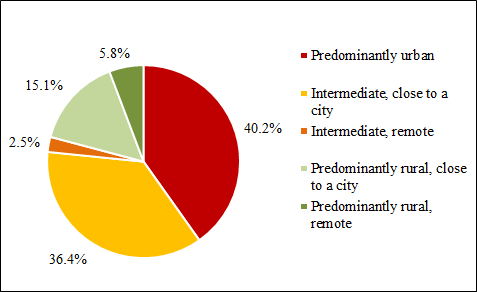 5.8%
15.1%
2.5%
40.2%
36.4%
Predominantly urban
Intermediate, close to a
city
Intermediate, remote
Predominantly rural, close
to a city
Predominantly rural,
remote